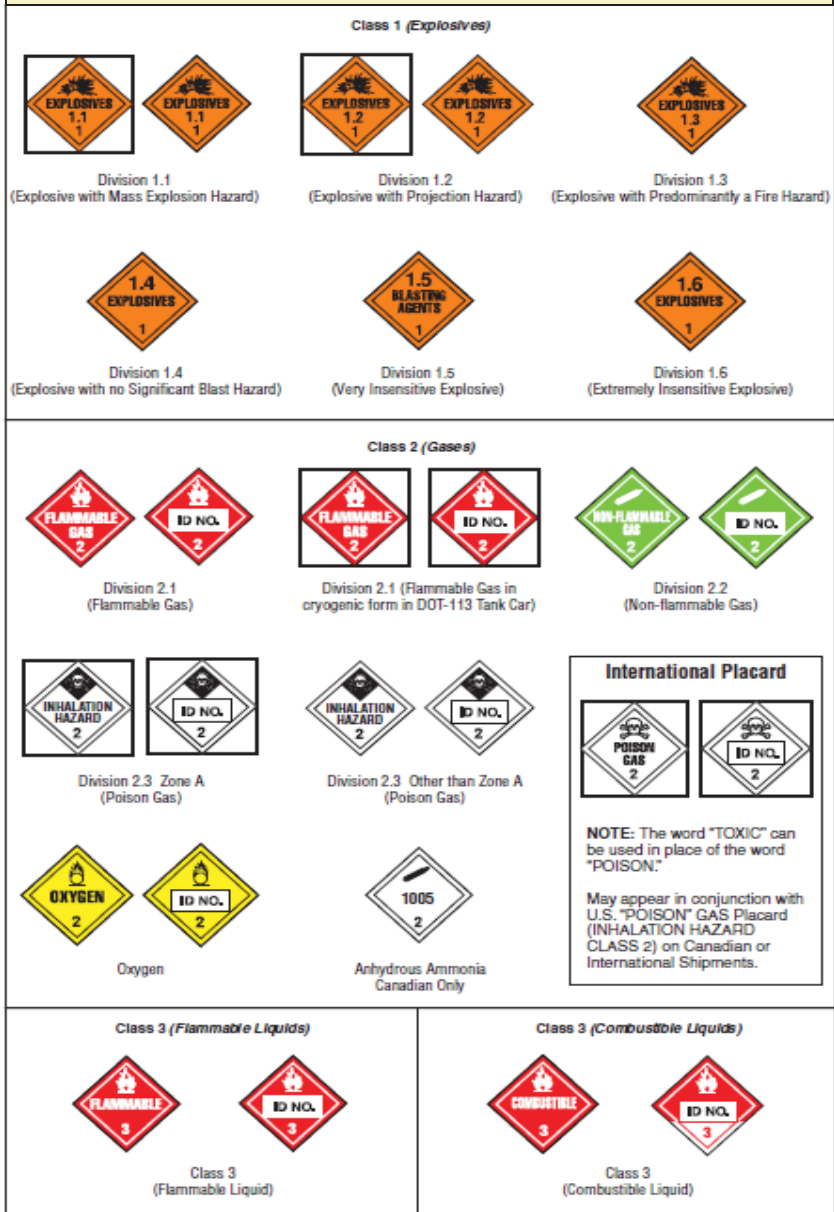 Class 1 (Explosives)
EXPLOSIVES
1.1
1
EXPLOSIVES
1.1
1
EXPLOSIVES
1.2
1
EXPLOSIVES
1.2
1
EXPLOSIVES
1.3
1
Division 1.1
(Explosive with Mass Explosion Hazard)
Division 1.2
(Explosive with Projection Hazard)
Division 1.3
(Explosive with Predominantly a Fire Hazard)
1.4
EXPLOSIVES
1
1.5
BLASTING
AGENTS
1
1.6
EXPLOSIVES
1
Division 1.4
(Explosive with no Significant Blast Hazard)
Division 1.5
(Very Insensitive Explosive)
Division 1.6
(Extremely Insensitive Explosive)
Class 2 (Gases)
FLAMMABLE
GAS
2
ID NO.
2
FLAMMABLE
GAS
2
ID NO.
2
NON-FLAMMABLE
GAS
2
ID NO.
2
Division 2.1
(Flammable Gas)
Division 2.1 (Flammable Gas in
cryogenic form in DOT-113 Tank Car)
Division 2.2
(Non-flammable Gas)
INHALATION
HAZARD
2
ID NO.
2
INHALATION
HAZARD
2
ID NO.
2
Division 2.3 Zone A
(Poison Gas)
Division 2.3 Other than Zone A
(Poison Gas)
International Placard
POISON
GAS
2
ID NO.
2
NOTE: The word "TOXIC" can
be used in place of the word
"POISON."
May appear in conjunction with
U.S. "POISON" GAS Placard
(INHALATION HAZARD
CLASS 2) on Canadian or
International Shipments.
OXYGEN
2
ID NO.
2
1005
2
Oxygen
Anhydrous Ammonia
Canadian Only
Class 3 (Flammable Liquids)
FLAMMABLE
3
ID NO.
3
Class 3
(Flammable Liquid)
Class 3 (Combustible Liquids)
COMBUSTIBLE
3
ID NO.
3
Class 3
(Combustible Liquid)